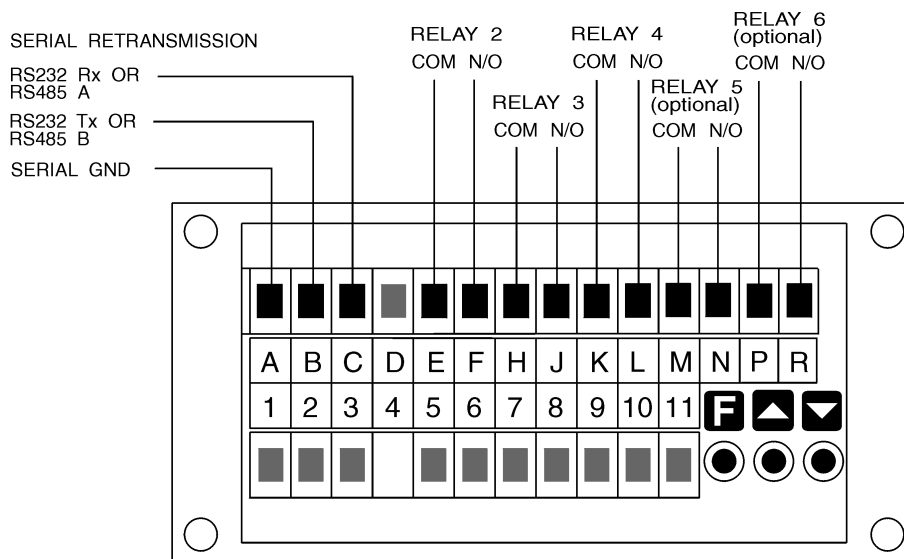 SERIAL RETRANSMISSION
RS232 Rx OR
RS485 A
RS232 Tx OR
RS485 B
SERIAL GND
RELAY 2
COM N/O
RELAY 3
COM N/O
RELAY 4
COM N/O
RELAY 5
(optional)
COM N/O
RELAY 6
(optional)
COM N/O
A B C D E F H J K L M N P R
1 2 3 4 5 6 7 8 9 10 11 F